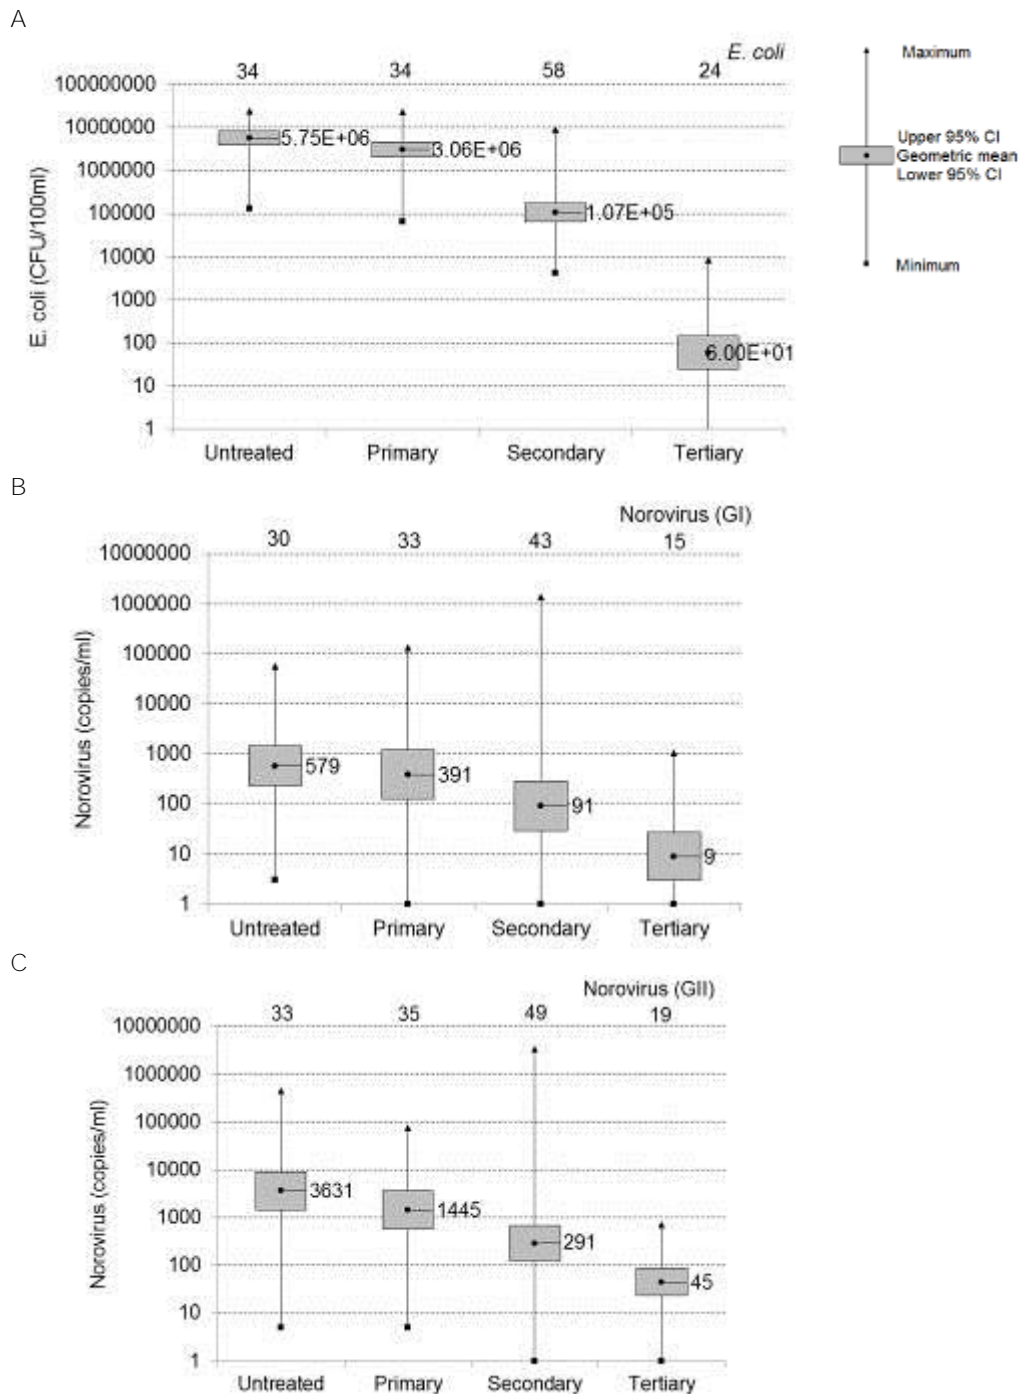 A
E. coli
34 34 58 24
100000000
10000000
1000000
100000
10000
1000
100
10
1
E. coli (CFU/100ml)
5.75E+06
3.06E+06
1.07E+05
6.00E+01
Untreated Primary Secondary Tertiary
Maximum
Upper 95% CI
Geometric mean
Lower 95% CI
Minimum
B
Norovirus (GI)
30 33 43 15
10000000
1000000
100000
10000
1000
100
10
1
Norovirus (copies/ml)
579
391
91
9
Untreated Primary Secondary Tertiary
C
Norovirus (GII)
33 35 49 19
10000000
1000000
100000
10000
1000
100
10
1
Norovirus (copies/ml)
3631
1445
291
45
Untreated Primary Secondary Tertiary